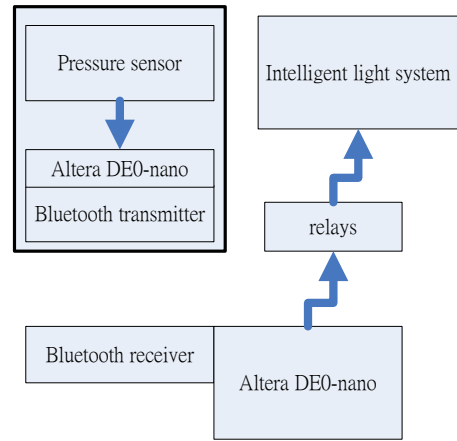 Pressure sensor
Altera DE0-nano
Bluetooth transmitter
Intelligent light system
relays
Bluetooth receiver
Altera DE0-nano